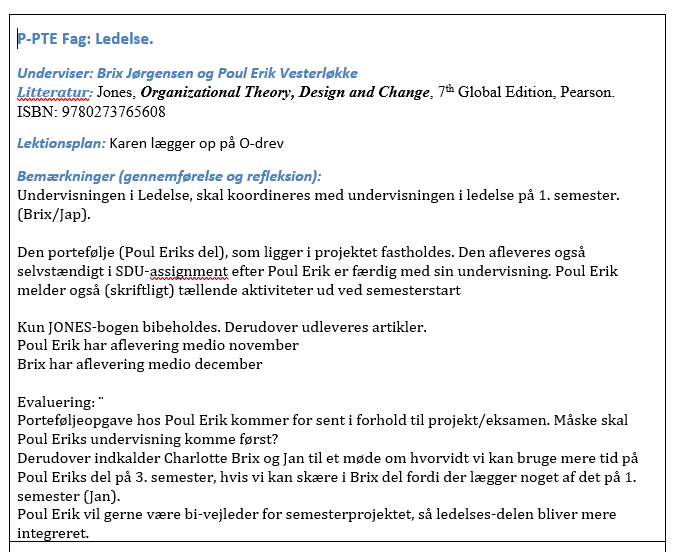 P-PTE Fag: Ledelse.
Underviser: Brix Jørgensen og Poul Erik Vesterløkke
Litteratur: Jones, Organizational Theory, Design and Change, 7th Global Edition, Pearson.
ISBN: 9780273765608
Lektionsplan: Karen lægger op på O-drev
Bemærkninger (gennemførelse og refleksion):
Undervisningen i Ledelse, skal koordineres med undervisningen i ledelse på 1. semester.
(Brix/Jap).
Den portefølje (Poul Eriks del), som ligger i projektet fastholdes. Den afleveres også
selvstændigt i SDU-assignment efter Poul Erik er færdig med sin undervisning. Poul Erik
melder også (skriftligt) tællende aktiviteter ud ved semesterstart
Kun JONES-bogen bibeholdes. Derudover udleveres artikler.
Poul Erik har aflevering medio november
Brix har aflevering medio december
Evaluering: ¨
Porteføljeopgave hos Poul Erik kommer for sent i forhold til projekt/eksamen. Måske skal
Poul Eriks undervisning komme først?
Derudover indkalder Charlotte Brix og Jan til et møde om hvorvidt vi kan bruge mere tid på
Poul Eriks del på 3. semester, hvis vi kan skære i Brix del fordi der lægger noget af det på 1.
semester (Jan).
Poul Erik vil gerne være bi-vejleder for semesterprojektet, så ledelses-delen bliver mere
integreret.